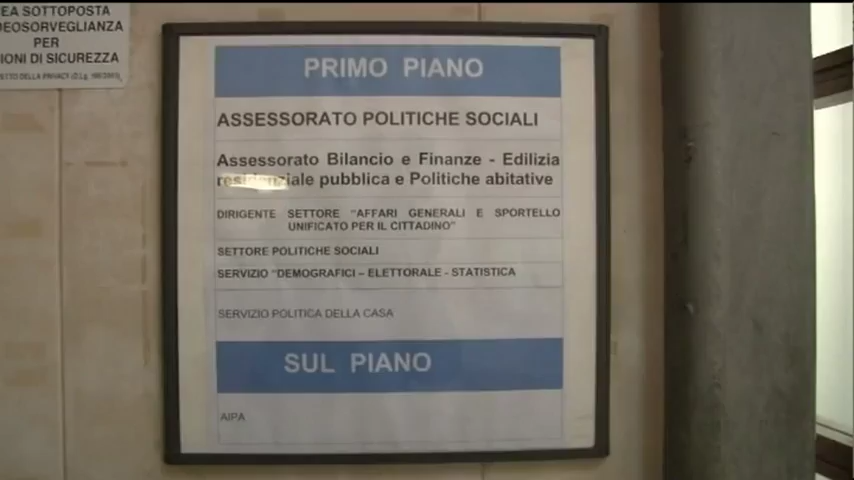 EA SOTTOPOSTA
DEOSORVEGLIANZA
PER
IONI DI SICUREZZA
PRIMO PIANO
ASSESSORATO POLITICHE SOCIALI
Assessorato Bilancio e Finanze - Edilizia
residenziale pubblica e Politiche abitative
DIRIGENTE SETTORE "AFFARI GENERALI E SPORTELLO
UNIFICATO PER IL CITTADINO"
SETTORE POLITICHE SOCIALI
SERVIZIO "DEMOGRAFICI – ELETTORALE - STATISTICA
SERVIZIO POLITICA DELLA CASA
SUL PIANO
AIPA